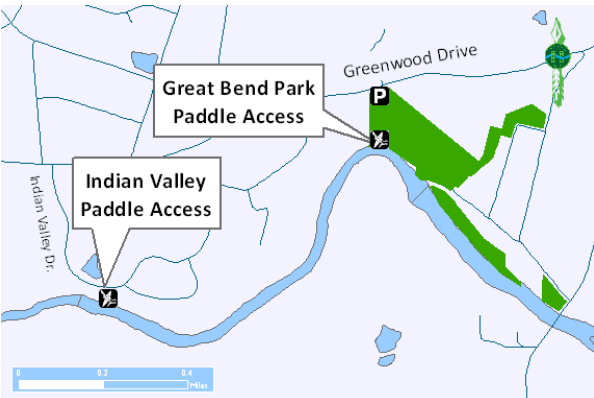 Greenwood Drive
P
Great Bend Park
Paddle Access
Indian Valley
Paddle Access
Indian Valley Dr.
0 0.2 0.4
Miles